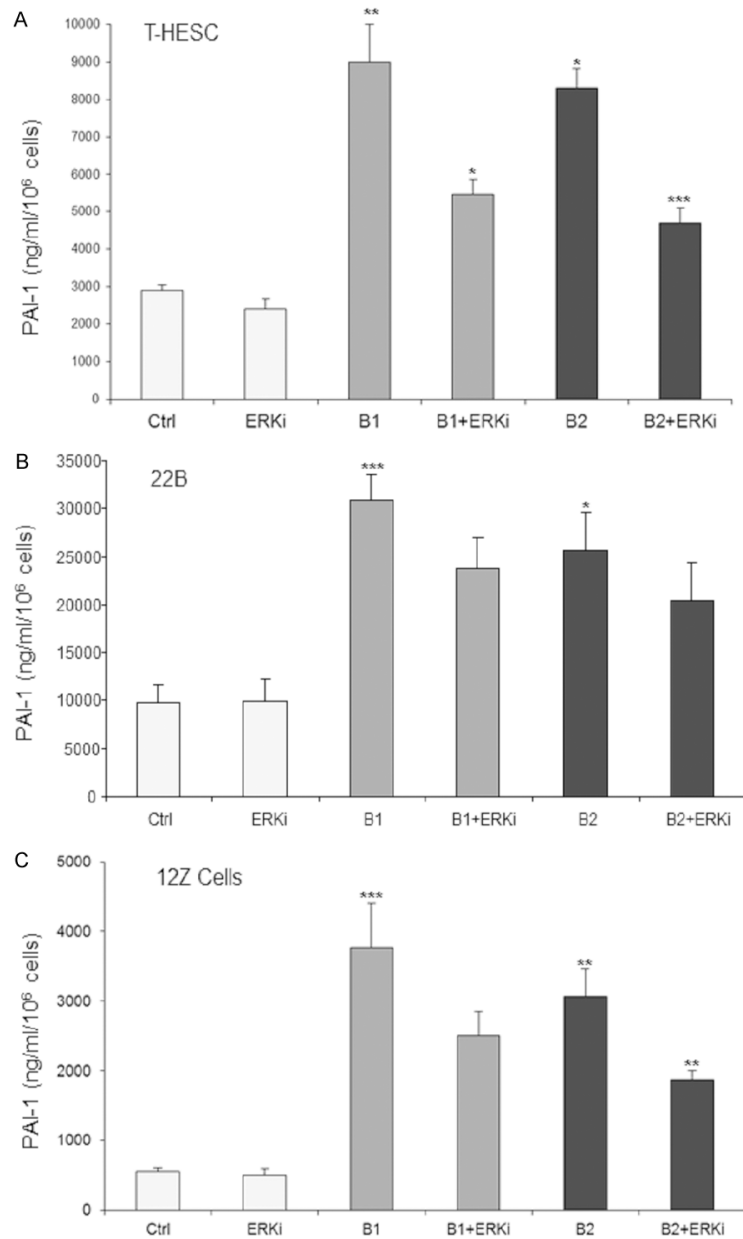 A
T-HESC
PAI-1 (ng/ml/10⁶ cells)
10000
9000
8000
7000
6000
5000
4000
3000
2000
1000
0
**
*
*
***
Ctrl ERKi B1 B1+ERKi B2 B2+ERKi
B
22B
PAI-1 (ng/ml/10⁶ cells)
35000
30000
25000
20000
15000
10000
5000
0
***
*
Ctrl ERKi B1 B1+ERKi B2 B2+ERKi
C
12Z Cells
PAI-1 (ng/ml/10⁶ cells)
5000
4000
3000
2000
1000
0
***
**
**
Ctrl ERKi B1 B1+ERKi B2 B2+ERKi